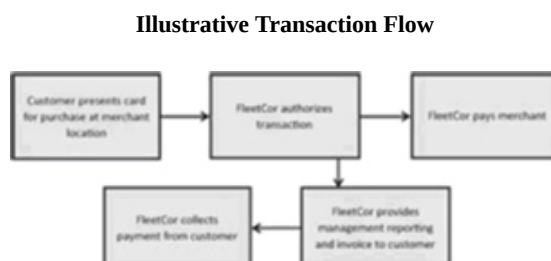 Illustrative Transaction Flow
Customer presents card
for purchase at merchant
location
FleetCor authorizes
transaction
FleetCor pays merchant
FleetCor collects
payment from customer
FleetCor provides
management reporting
and invoice to customer